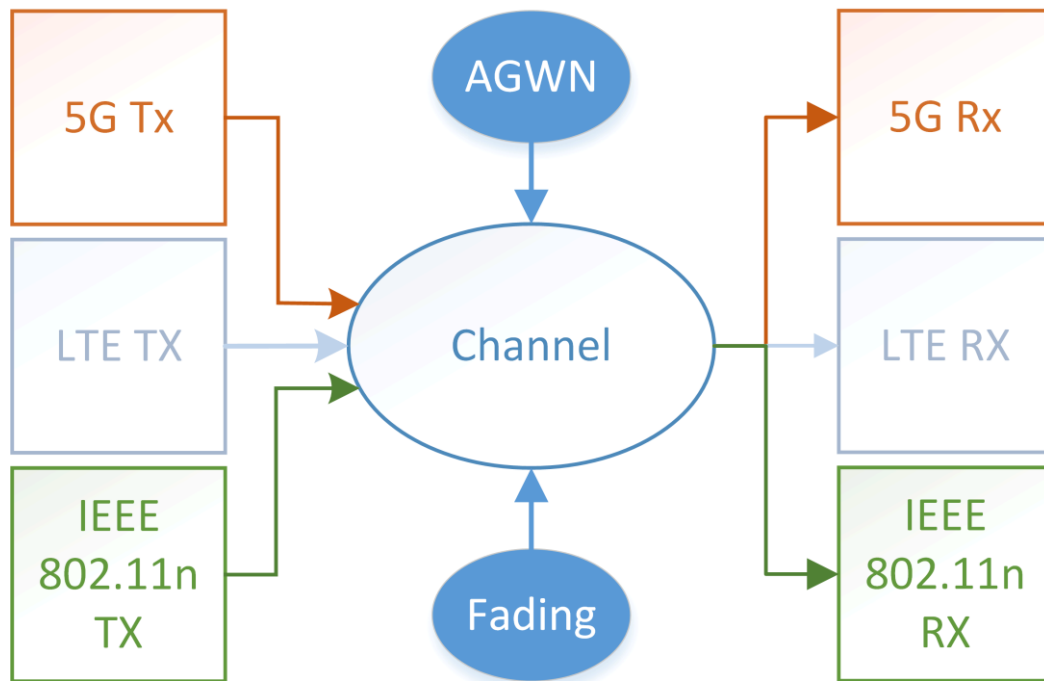 5G Tx
AGWN
5G Rx
LTE TX
Channel
LTE RX
IEEE
802.11n
TX
Fading
IEEE
802.11n
RX